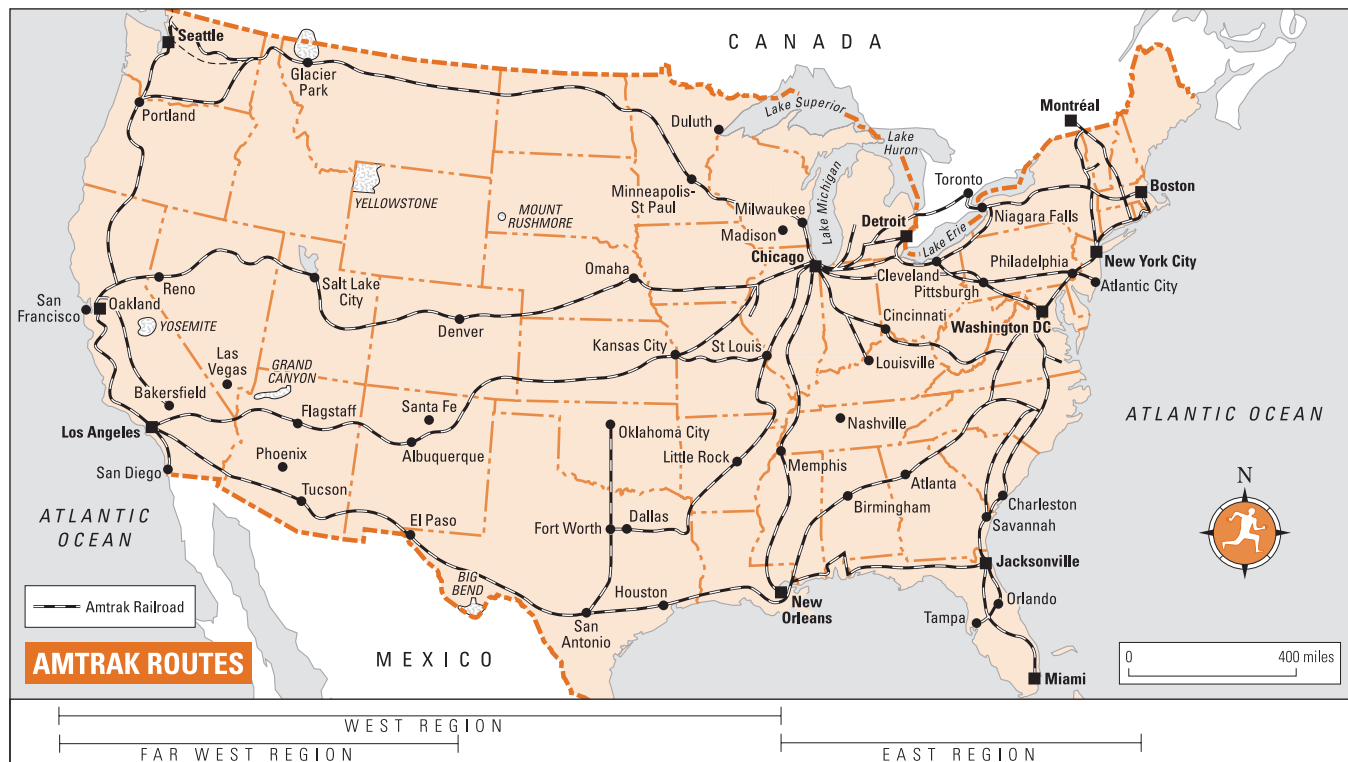 CANADA
Seattle
Glacier
Park
Portland
Duluth
Lake Superior
Lake
Huron
Montréal
Toronto
Boston
YELLOWSTONE
MOUNT
RUSHMORE
Minneapolis-
St Paul
Milwaukee
Madison
Lake Michigan
Detroit
Niagara Falls
Lake Erie
Chicago
Cleveland
Pittsburgh
Philadelphia
New York City
Atlantic City
Reno
Salt Lake
City
Omaha
San
Francisco
Oakland
YOSEMITE
Denver
Cincinnati
Washington DC
Las
Vegas
GRAND
CANYON
Kansas City
St Louis
Louisville
Bakersfield
Flagstaff
Santa Fe
Los Angeles
Albuquerque
Oklahoma City
Nashville
ATLANTIC OCEAN
San Diego
Phoenix
Little Rock
Memphis
Atlanta
Tucson
Birmingham
Charleston
Savannah
N
ATLANTIC
OCEAN
El Paso
Fort Worth
Dallas
Jacksonville
BIG
BEND
Houston
New
Orleans
Orlando
Tampa
San
Antonio
Amtrak Railroad
AMTRAK ROUTES
MEXICO
Miami
0
400 miles
WEST REGION
FAR WEST REGION
EAST REGION